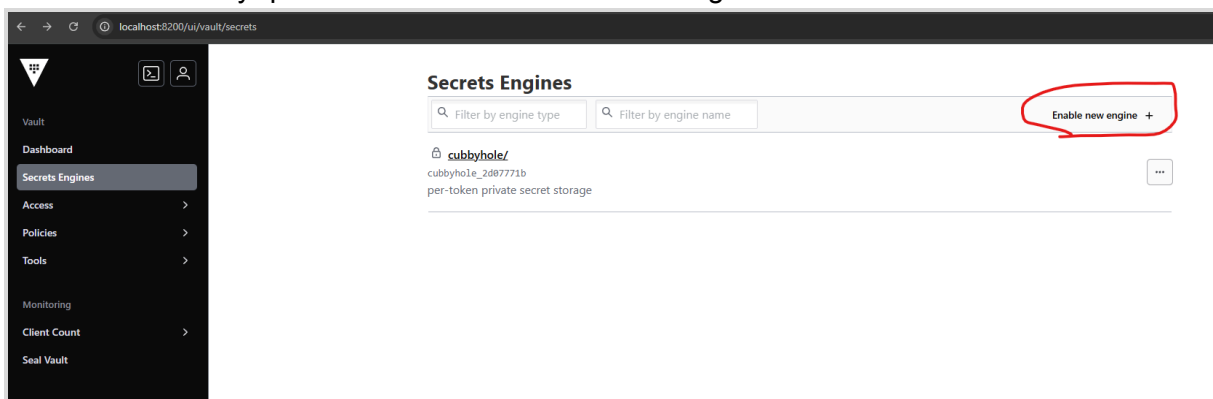 localhost:8200/ui/vault/secrets
Secrets Engines
Filter by engine type
Filter by engine name
Enable new engine +
Vault
Dashboard
Secrets Engines
Access
Policies
Tools
Monitoring
Client Count
Seal Vault
cubbyhole/
cubbyhole_2d07771b
per-token private secret storage